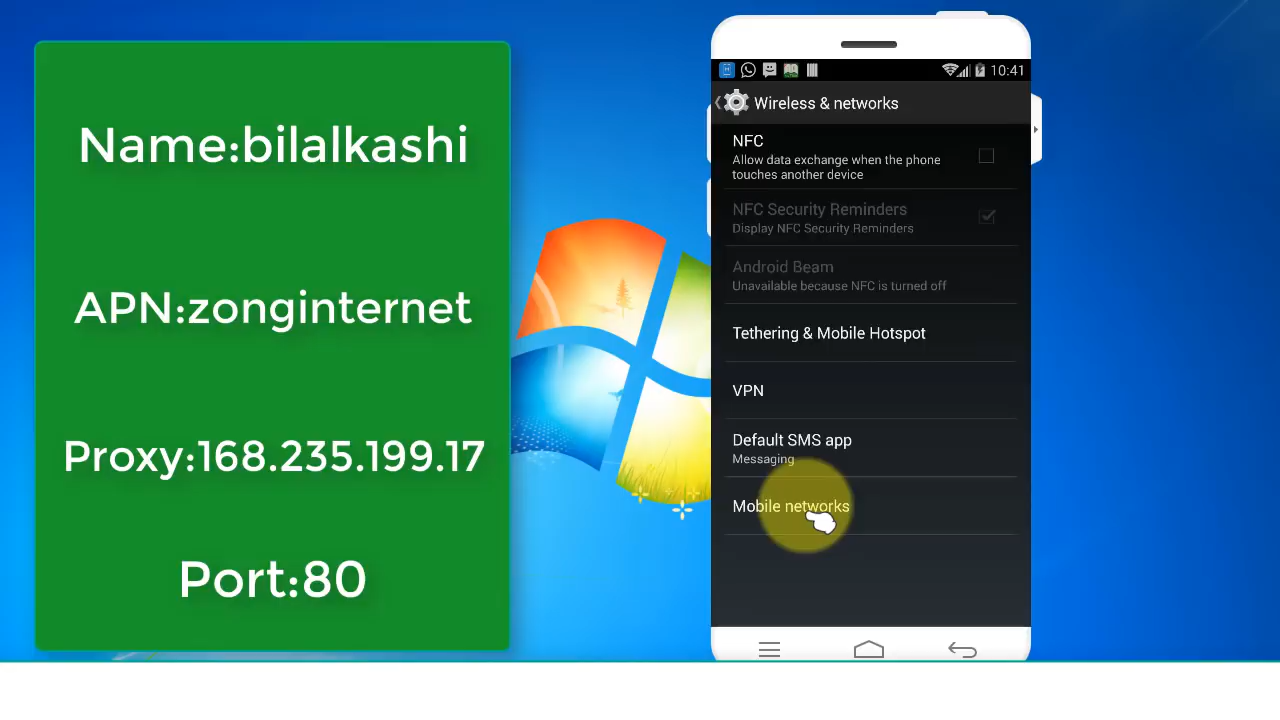 Name:bilalkashi
APN:zonginternet
Proxy:168.235.199.17
Port:80
10:41
Wireless & networks
NFC
Allow data exchange when the phone
touches another device
NFC Security Reminders
Display NFC Security Reminders
Android Beam
Unavailable because NFC is turned off
Tethering & Mobile Hotspot
VPN
Default SMS app
Messaging
Mobile networks